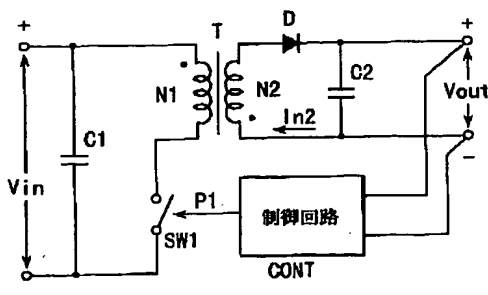 +
T
D
+
N1
N2
C2
C1
In2
Vout
Vin
-
P1
制御回路
SW1
CONT